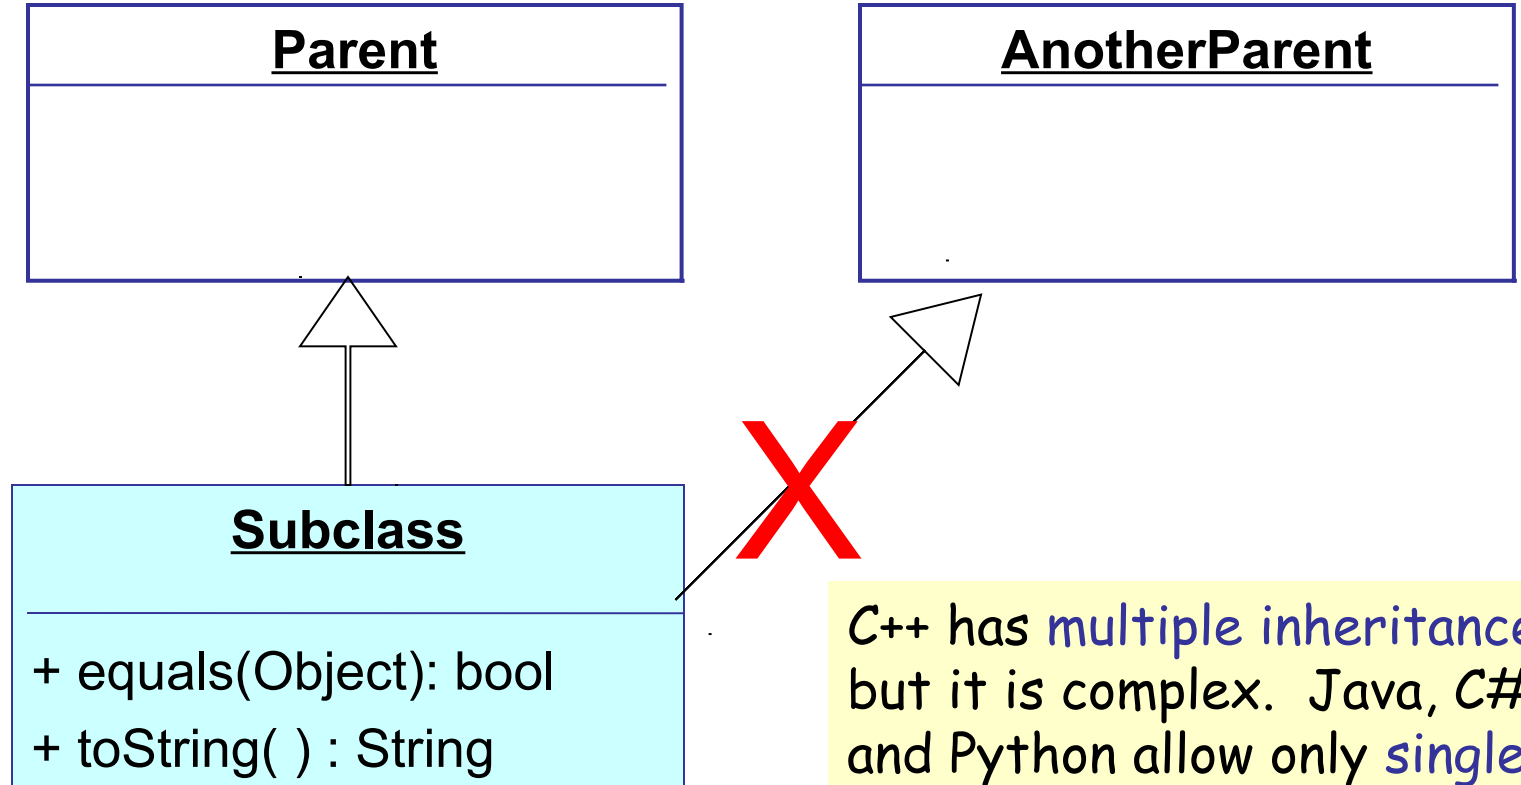 Parent
AnotherParent
Subclass
+ equals(Object): bool
+ toString( ) : String
X
C++ has multiple inheritance
but it is complex. Java, C#
and Python allow only single